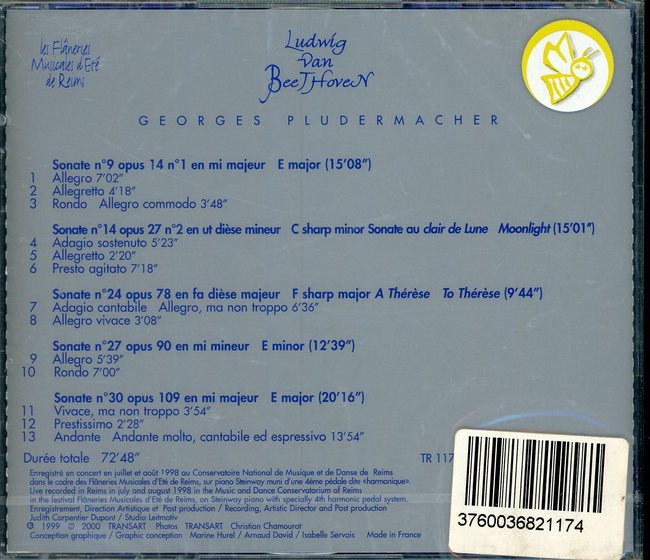 les Flâneries
Musicales d'Eté
de Reims
Ludwig
van
BeeTHoveN
GEORGES PLUDERMACHER
Sonate n°9 opus 14 n°1 en mi majeur E major (15'08")
1 Allegro 7'02"
2 Allegretto 4'18"
3 Rondo Allegro commodo 3'48"
Sonate n°14 opus 27 n°2 en ut dièse mineur C sharp minor Sonate au clair de Lune Moonlight (15'01")
4 Adagio sostenuto 5'23"
5 Allegretto 2'20"
6 Presto agitato 7'18"
Sonate n°24 opus 78 en fa dièse majeur F sharp major A Thérèse To Thérèse (9'44")
7 Adagio cantabile Allegro, ma non troppo 6'36"
8 Allegro vivace 3'08"
Sonate n°27 opus 90 en mi mineur E minor (12'39")
9 Allegro 5'39"
10 Rondo 7'00"
Sonate n°30 opus 109 en mi majeur E major (20'16")
11 Vivace, ma non troppo 3'54"
12 Prestissimo 2'28"
13 Andante Andante molto, cantabile ed espressivo 13'54"
Durée totale 72'48" TR 117
Enregistré en concert en juillet et août 1998 au Conservatoire National de Musique et de Danse de Reims
dans le cadre des Flâneries Musicales d'Eté de Reims, sur piano Steinway muni d'une 4ème pédale dite «harmonique».
Live recorded in Reims in july and august 1998 in the Music and Dance Conservatorium of Reims
in the festival Flâneries Musicales d'Eté de Reims, on Steinway piano with specially 4th harmonic pedal system.
Enregistrement, Direction Artistique et Post production / Recording, Artistic Director and Post production
Judith Carpentier Dupont / Studio Leitmotiv
℗ 1999 © 2000 TRANSART Photos TRANSART Christian Chamourat
Conception graphique / Graphic conception Marine Hurel / Arnaud David / Isabelle Servois Made in France
3760036821174